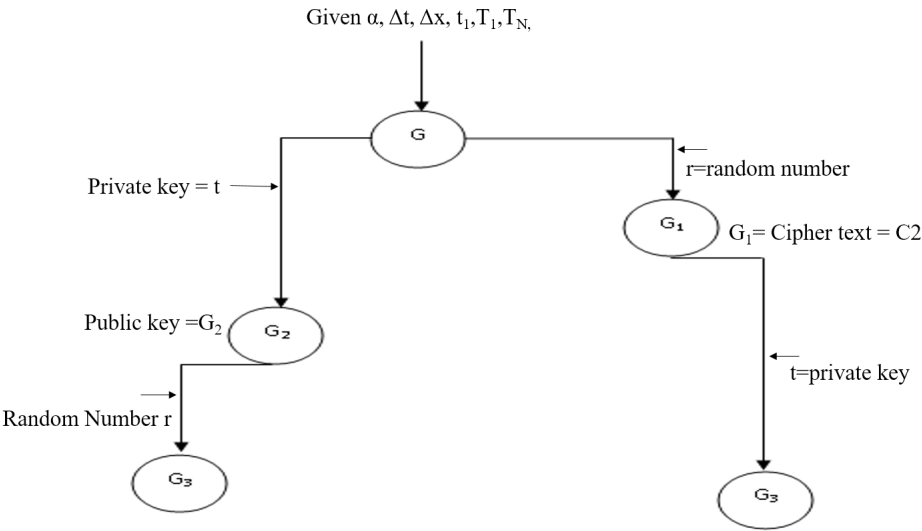 Given α, Δt, Δx, t₁,T₁,T_N,
G
r=random number
Private key = t
G₁
G₁= Cipher text = C2
Public key =G₂
G₂
t=private key
Random Number r
G₃
G₃